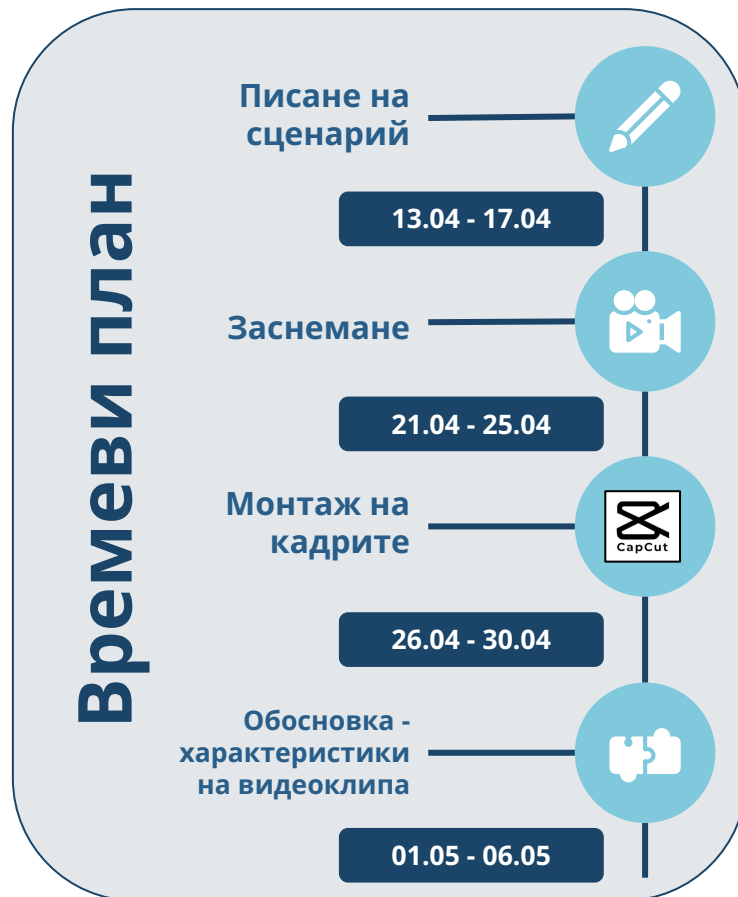 Времеви план
Писане на
сценарий
13.04 - 17.04
Заснемане
21.04 - 25.04
Монтаж на
кадрите
CapCut
26.04 - 30.04
Обосновка -
характеристики
на видеоклипа
01.05 - 06.05